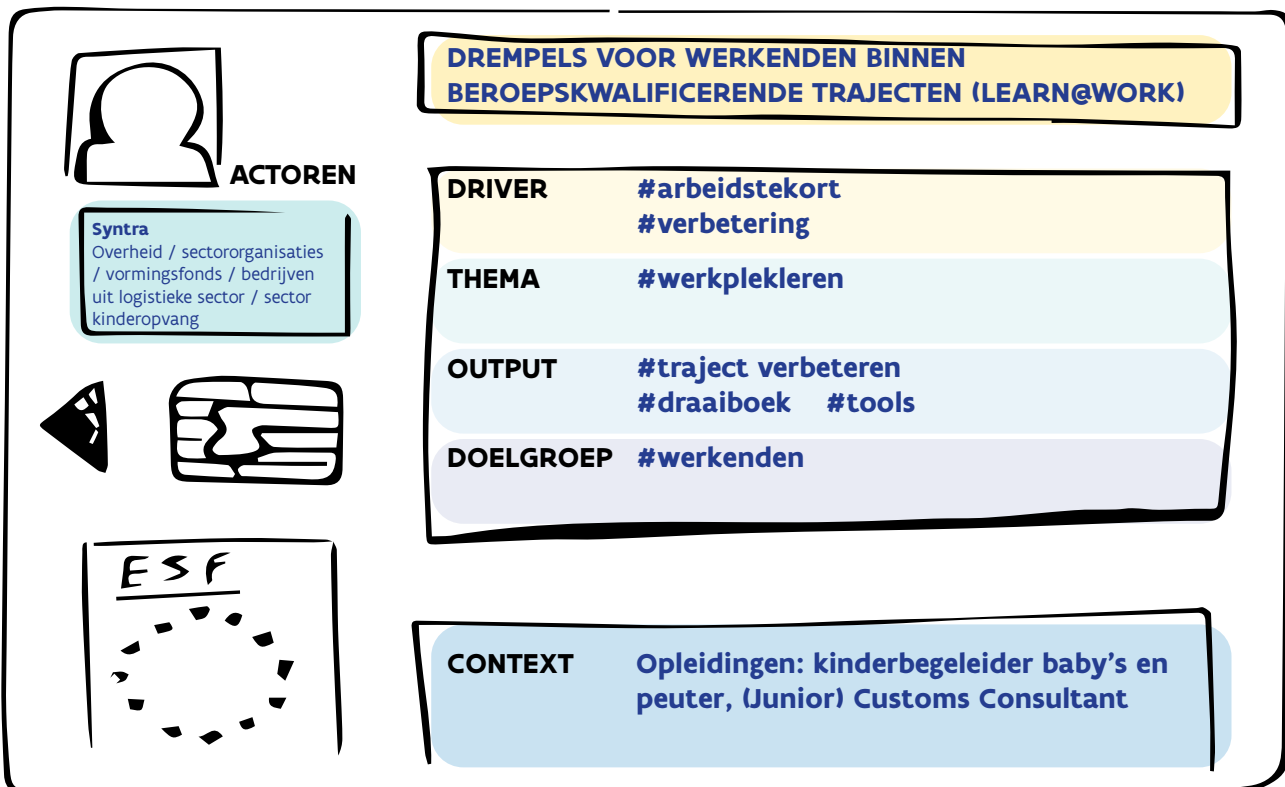 DREMPELS VOOR WERKENDEN BINNEN
BEROEPSKWALIFICERENDE TRAJECTEN (LEARN@WORK)
ACTOREN
Syntra
Overheid / sectororganisaties
/ vormingsfonds / bedrijven
uit logistieke sector / sector
kinderopvang
DRIVER #arbeidstekort
#verbetering
THEMA #werkplekleren
OUTPUT #traject verbeteren
#draaiboek #tools
DOELGROEP #werkenden
ESF
CONTEXT Opleidingen: kinderbegeleider baby's en
peuter, (Junior) Customs Consultant